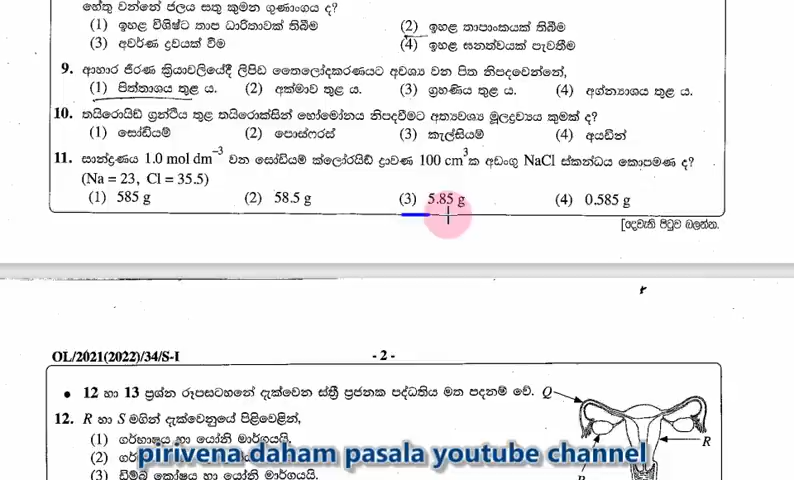 හේතු වන්නේ ජලය සතු කුමන ගුණාංගය ද?
(1) ඉහළ විශිෂ්ට තාප ධාරිතාවක් තිබීම (2) ඉහළ තාපාංකයක් තිබීම
(3) අවර්ණ ද්‍රවයක් වීම (4) ඉහළ ඝනත්වයක් පැවතීම
9. ආහාර ජීරණ ක්‍රියාවලියේදී ලිපිඩ තෛලෝදකරණයට අවශ්‍ය වන පිත නිපදවෙන්නේ,
(1) පිත්තාශය තුළ ය. (2) අක්මාව තුළ ය. (3) ග්‍රහණිය තුළ ය. (4) අග්න්‍යාශය තුළ ය.
10. තයිරොයිඩ් ග්‍රන්ථිය තුළ තයිරොක්සින් හෝමෝනය නිපදවීමට අත්‍යවශ්‍ය මූලද්‍රව්‍යය කුමක් ද?
(1) සෝඩියම් (2) පොස්ෆරස් (3) කැල්සියම් (4) අයඩින්
11. සාන්ද්‍රණය 1.0 mol dm⁻³ වන සෝඩියම් ක්ලෝරයිඩ් ද්‍රාවණ 100 cm³ක අඩංගු NaCl ස්කන්ධය කොපමණ ද?
(Na = 23, Cl = 35.5)
(1) 585 g (2) 58.5 g (3) 5.85 g (4) 0.585 g
[දෙවැනි පිටුව බලන්න.
OL/2021(2022)/34/S-I - 2 -
• 12 හා 13 ප්‍රශ්න රූපසටහනේ දැක්වෙන ස්ත්‍රී ප්‍රජනක පද්ධතිය මත පදනම් වේ. Q
12. R හා S මගින් දැක්වෙනුයේ පිළිවෙළින්,
(1) ගර්භාෂය හා යෝනි මාර්ගයයි.
R
(2)
pirivena daham pasala youtube channel
(3) ඩිම්බ කෝෂය හා යෝනි මාර්ගයයි.